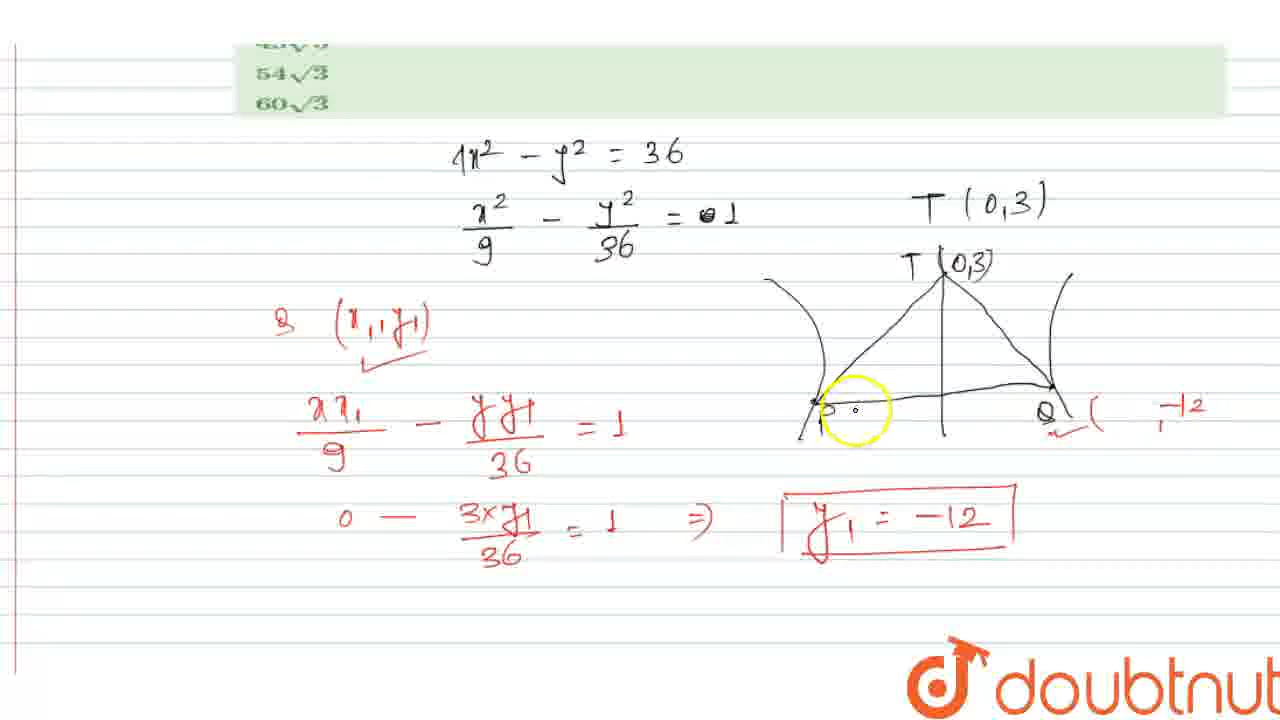 54√3
60√3
4x² - y² = 36
x²/9 - y²/36 = 1
T (0,3)
T (0,3)
Q (x₁, y₁)
xx₁/9 - yy₁/36 = 1
P
Q ( , -12
0 - 3×y₁/36 = 1 ⇒ y₁ = -12
doubtnut